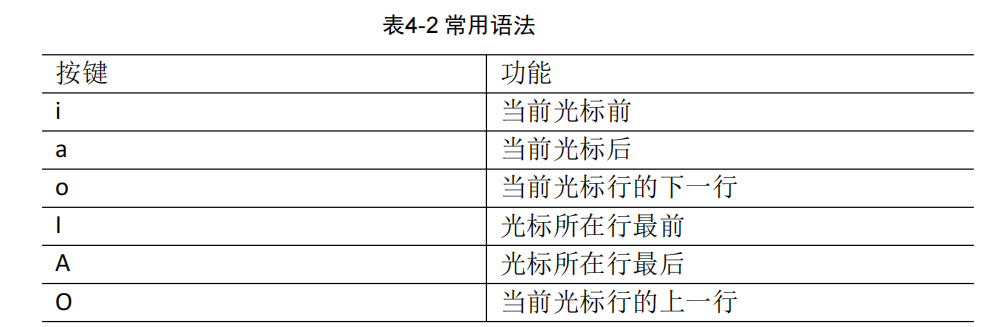 表4-2 常用语法
按键 功能
i 当前光标前
a 当前光标后
o 当前光标行的下一行
I 光标所在行最前
A 光标所在行最后
O 当前光标行的上一行